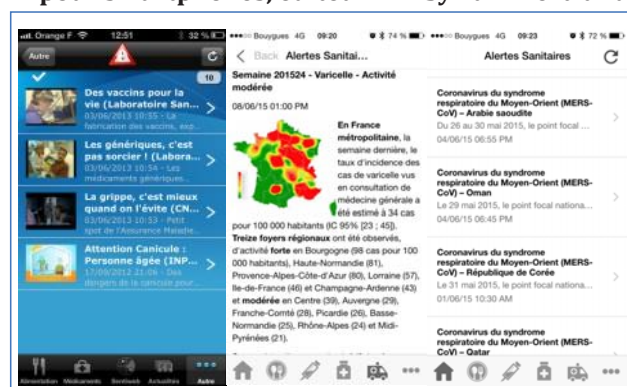 Orange F 12:51 32 %
Autre
10
Des vaccins pour la
vie (Laboratoire San...
03/06/2013 10:55 - La
fabrication des vaccins, exp...
Les génériques, c'est
pas sorcier ! (Labora...
03/06/2013 10:54 - Les
médicaments génériques...
La grippe, c'est mieux
quand on l'évite (CN...
03/06/2013 10:53 - Petit
spot de l'Assurance Maladie...
Attention Canicule :
Personne âgée (INP...
17/09/2012 21:06 - Des
dangers de la canicule pour...
Alimentation Médicaments Sentiweb Actualités Autre
Bouygues 4G 09:20 74 %
Back Alertes Sanitai...
Semaine 201524 - Varicelle - Activité
modérée
08/06/15 01:00 PM
En France
métropolitaine, la
semaine dernière, le
taux d'incidence des
cas de varicelle vus
en consultation de
médecine générale a
été estimé à 34 cas
pour 100 000 habitants (IC 95% [23 ; 45]).
Treize foyers régionaux ont été observés,
d'activité forte en Bourgogne (98 cas pour 100
000 habitants), Haute-Normandie (81),
Provence-Alpes-Côte-d'Azur (80), Lorraine (57),
Ile-de-France (46) et Champagne-Ardenne (43)
et modérée en Centre (39), Auvergne (29),
Franche-Comté (28), Picardie (26), Basse-
Normandie (25), Rhône-Alpes (24) et Midi-
Pyrénées (21).
Bouygues 4G 09:23 72 %
Alertes Sanitaires
Coronavirus du syndrome
respiratoire du Moyen-Orient (MERS-
CoV) – Arabie saoudite
Du 26 au 30 mai 2015, le point focal ...
04/06/15 06:55 PM
Coronavirus du syndrome
respiratoire du Moyen-Orient (MERS-
CoV) – Oman
Le 29 mai 2015, le point focal nationa...
04/06/15 06:45 PM
Coronavirus du syndrome
respiratoire du Moyen-Orient (MERS-
CoV) – République de Corée
Le 31 mai 2015, le point focal nationa...
01/06/15 10:30 AM
Coronavirus du syndrome
respiratoire du Moyen-Orient (MERS-
CoV) – Qatar